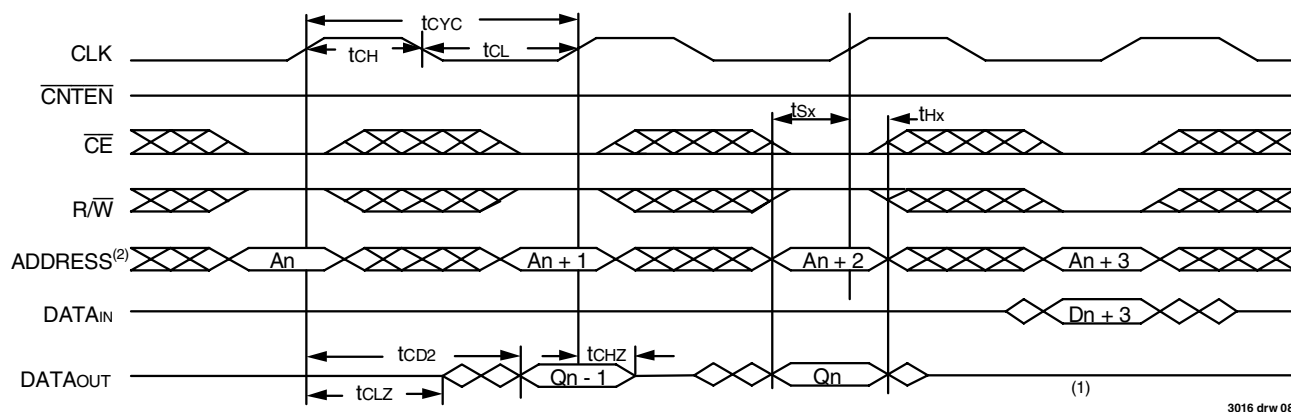 tCYC
CLK
tCH
tCL
CNTEN
tSx
tHx
CE
R/W
ADDRESS(2)
An
An + 1
An + 2
An + 3
DATAIN
Dn + 3
tCD2
tCHZ
DATAOUT
Qn - 1
Qn
tCLZ
(1)
3016 drw 08